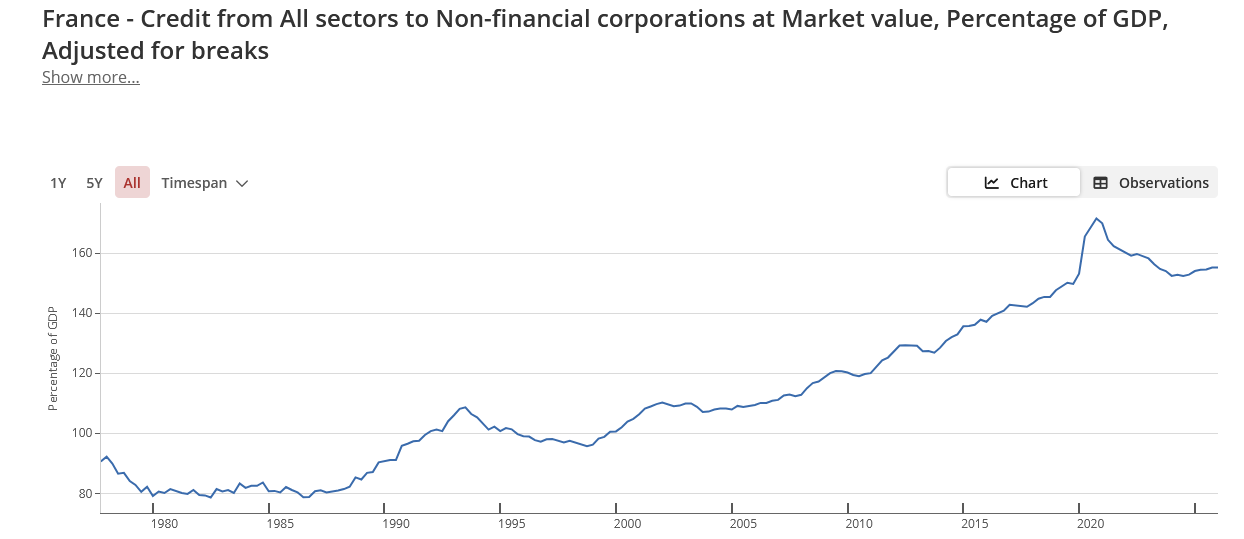 France - Credit from All sectors to Non-financial corporations at Market value, Percentage of GDP,
Adjusted for breaks
Show more...
1Y 5Y All Timespan Chart Observations
Percentage of GDP
160
140
120
100
80
1980 1985 1990 1995 2000 2005 2010 2015 2020